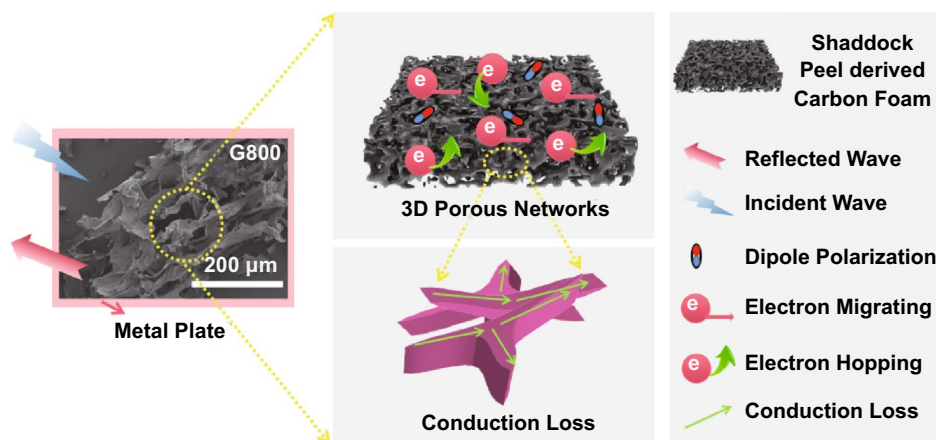 G800
200 μm
Metal Plate
e
e
e
e
e
e
3D Porous Networks
Conduction Loss
Shaddock
Peel derived
Carbon Foam
Reflected Wave
Incident Wave
Dipole Polarization
e
Electron Migrating
e
Electron Hopping
Conduction Loss